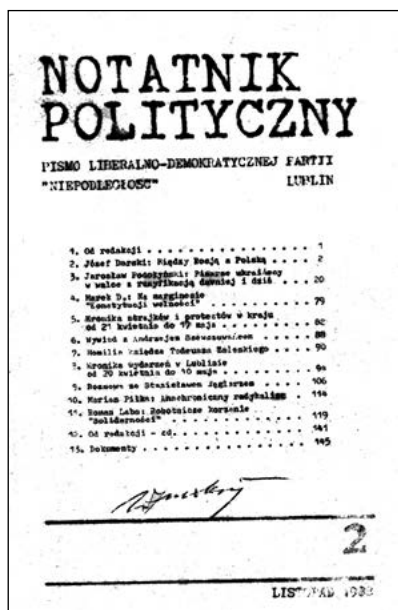 NOTATNIK
POLITYCZNY
PISMO LIBERALNO-DEMOKRATYCZNEJ PARTII
"NIEPODLEGŁOŚĆ" LUBLIN
1. Od redakcji . . . . . . . . . . . . . . . . . 1
2. Józef Darski: Między Rosją a Polską . . . 2
3. Jarosław : Pisarze ukraińscy
w walce z rusyfikacją dawniej i dziś . . 20
4. Marek D.: Na marginesie
"Konstytucji wolności" . . . . . . . . . . 79
5. Kronika strajków i protestów w kraju
od 21 kwietnia do 19 maja . . . . . . . . 82
6. Wywiad z Andrzejem . . . 88
7. Homilia księdza Tadeusza Zaleskiego . . . 90
8. Kronika wydarzeń w Lublinie
od 20 kwietnia do 10 maja . . . . . . . . 94
9. Rozmowa ze Stanisławem . . . 106
10. Marian Piłka: Anachroniczny radykalizm . 114
11. Roman Laba: Robotnicze korzenie
"Solidarności" . . . . . . . . . . . . . . 119
12. Od redakcji - cd. . . . . . . . . . . . . 141
13. Dokumenty . . . . . . . . . . . . . . . . 145
2
LISTOPAD 1988